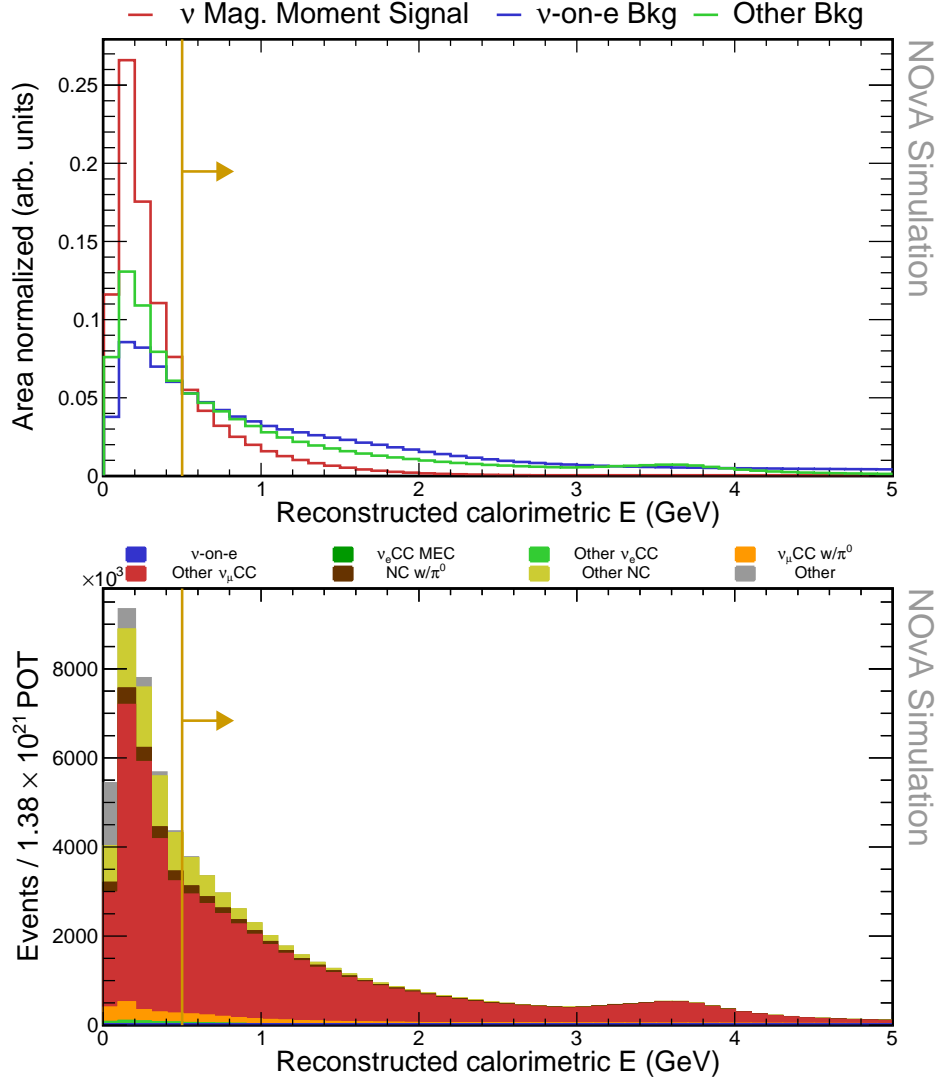 ν Mag. Moment Signal ν-on-e Bkg Other Bkg
NOνA Simulation
Area normalized (arb. units)
0.25
0.2
0.15
0.1
0.05
0
0 1 2 3 4 5
Reconstructed calorimetric E (GeV)
ν-on-e νeCC MEC Other νeCC νμCC w/π⁰
Other νμCC NC w/π⁰ Other NC Other
×10³
NOνA Simulation
Events / 1.38 × 10²¹ POT
8000
6000
4000
2000
0
0 1 2 3 4 5
Reconstructed calorimetric E (GeV)